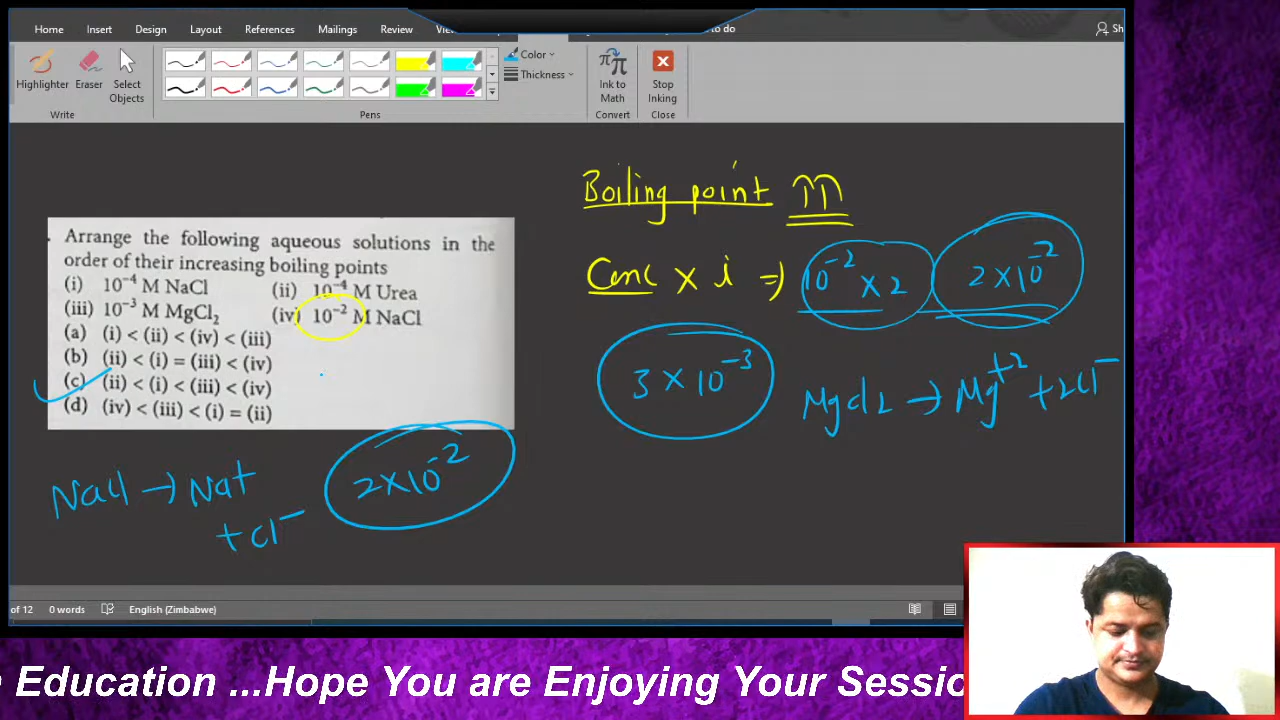 Home Insert Design Layout References Mailings Review to do Sh
Highlighter Eraser Select Objects
Color
Thickness
Ink to Math
Stop Inking
Write Pens Convert Close
Boiling point ↑↑↑
Arrange the following aqueous solutions in the
order of their increasing boiling points
(i) 10⁻⁴ M NaCl (ii) 10⁻⁴ M Urea
(iii) 10⁻³ M MgCl₂ (iv) 10⁻² M NaCl
(a) (i) < (ii) < (iv) < (iii)
(b) (ii) < (i) = (iii) < (iv)
(c) (ii) < (i) < (iii) < (iv)
(d) (iv) < (iii) < (i) = (ii)
Conc × i ⇒ 10⁻² × 2 2×10⁻²
3 × 10⁻³ MgCl₂ → Mg⁺² + 2Cl⁻
NaCl → Na+ 2×10⁻²
+ Cl⁻
of 12 0 words English (Zimbabwe)
Education ...Hope You are Enjoying Your Sessio